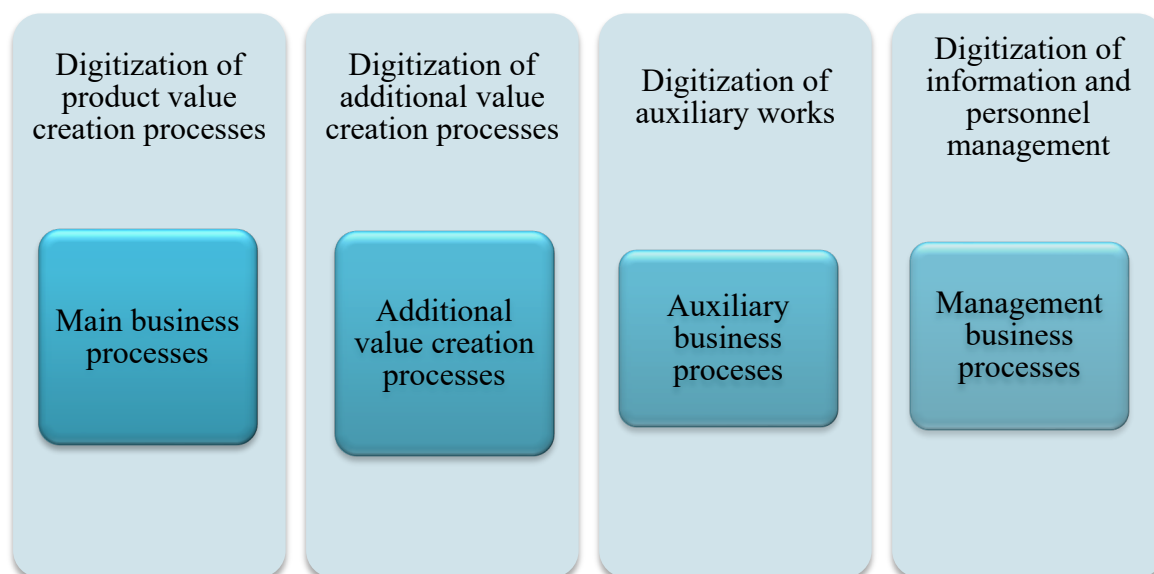 Digitization of
product value
creation processes
Main business
processes
Digitization of
additional value
creation processes
Additional
value creation
processes
Digitization of
auxiliary works
Auxiliary
business
proceses
Digitization of
information and
personnel
management
Management
business
processes